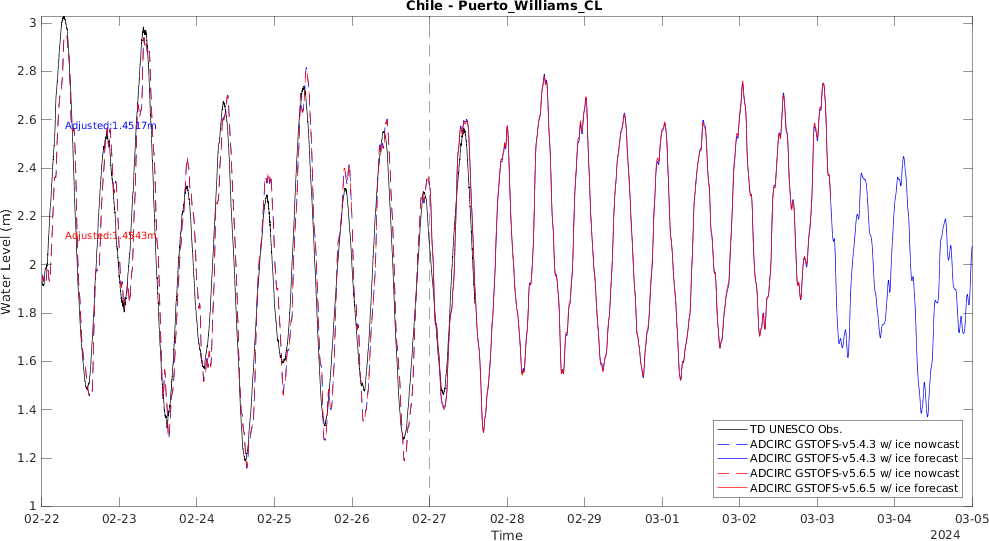 Chile - Puerto_Williams_CL
3
2.8
2.6
2.4
2.2
2
1.8
1.6
1.4
1.2
1
Water Level (m)
Adjusted:1.4517m
Adjusted:1.4543m
TD UNESCO Obs.
ADCIRC GSTOFS-v5.4.3 w/ ice nowcast
ADCIRC GSTOFS-v5.4.3 w/ ice forecast
ADCIRC GSTOFS-v5.6.5 w/ ice nowcast
ADCIRC GSTOFS-v5.6.5 w/ ice forecast
02-22 02-23 02-24 02-25 02-26 02-27 02-28 02-29 03-01 03-02 03-03 03-04 03-05
Time
2024